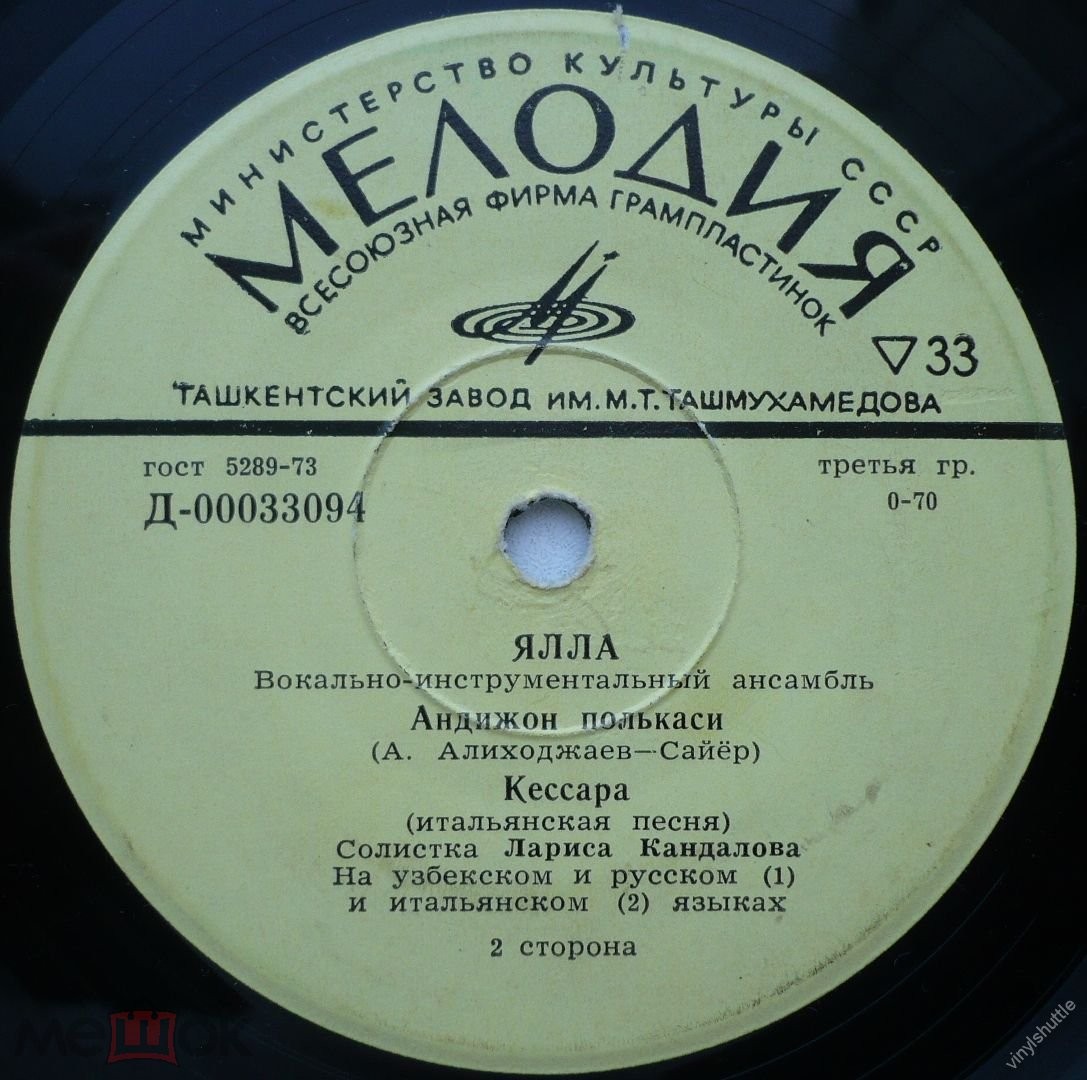 МИНИСТЕРСТВО КУЛЬТУРЫ СССР
МЕЛОДИЯ
ВСЕСОЮЗНАЯ ФИРМА ГРАМПЛАСТИНОК
▽33
ТАШКЕНТСКИЙ ЗАВОД ИМ. М.Т. ТАШМУХАМЕДОВА
гост 5289-73
третья гр.
Д-00033094
0-70
ЯЛЛА
Вокально-инструментальный ансамбль
Андижон полькаси
(А. Алиходжаев—Сайёр)
Кессара
(итальянская песня)
Солистка Лариса Кандалова
На узбекском и русском (1)
и итальянском (2) языках
2 сторона
мешок
vinylshuttle